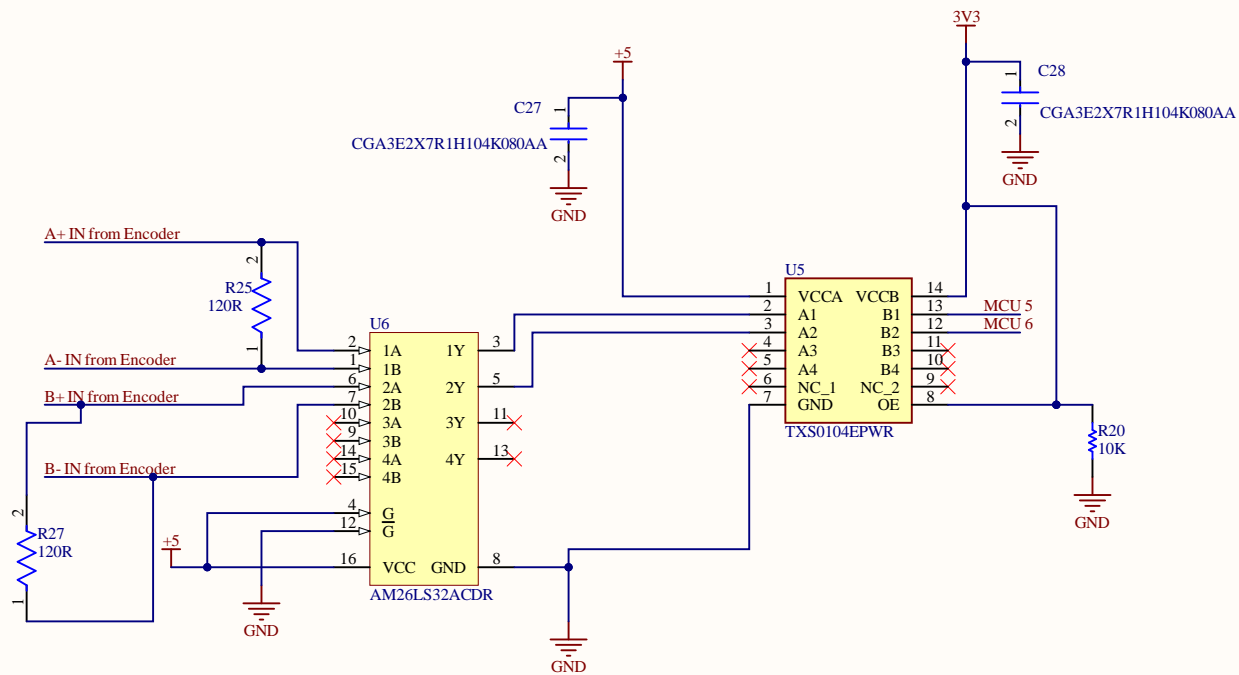 3V3
+5
C28
1
2
CGA3E2X7R1H104K080AA
GND
C27
1
2
CGA3E2X7R1H104K080AA
GND
A+ IN from Encoder
2
R25
120R
1
A- IN from Encoder
B+ IN from Encoder
B- IN from Encoder
2
R27
120R
1
+5
GND
U6
2 1A 1Y 3
1 1B
6 2A 2Y 5
7 2B
10 3A 3Y 11
9 3B
14 4A 4Y 13
15 4B
4 G
12 G
16 VCC GND 8
AM26LS32ACDR
GND
U5
1 VCCA VCCB 14
2 A1 B1 13 MCU 5
3 A2 B2 12 MCU 6
4 A3 B3 11
5 A4 B4 10
6 NC_1 NC_2 9
7 GND OE 8
TXS0104EPWR
R20
10K
GND